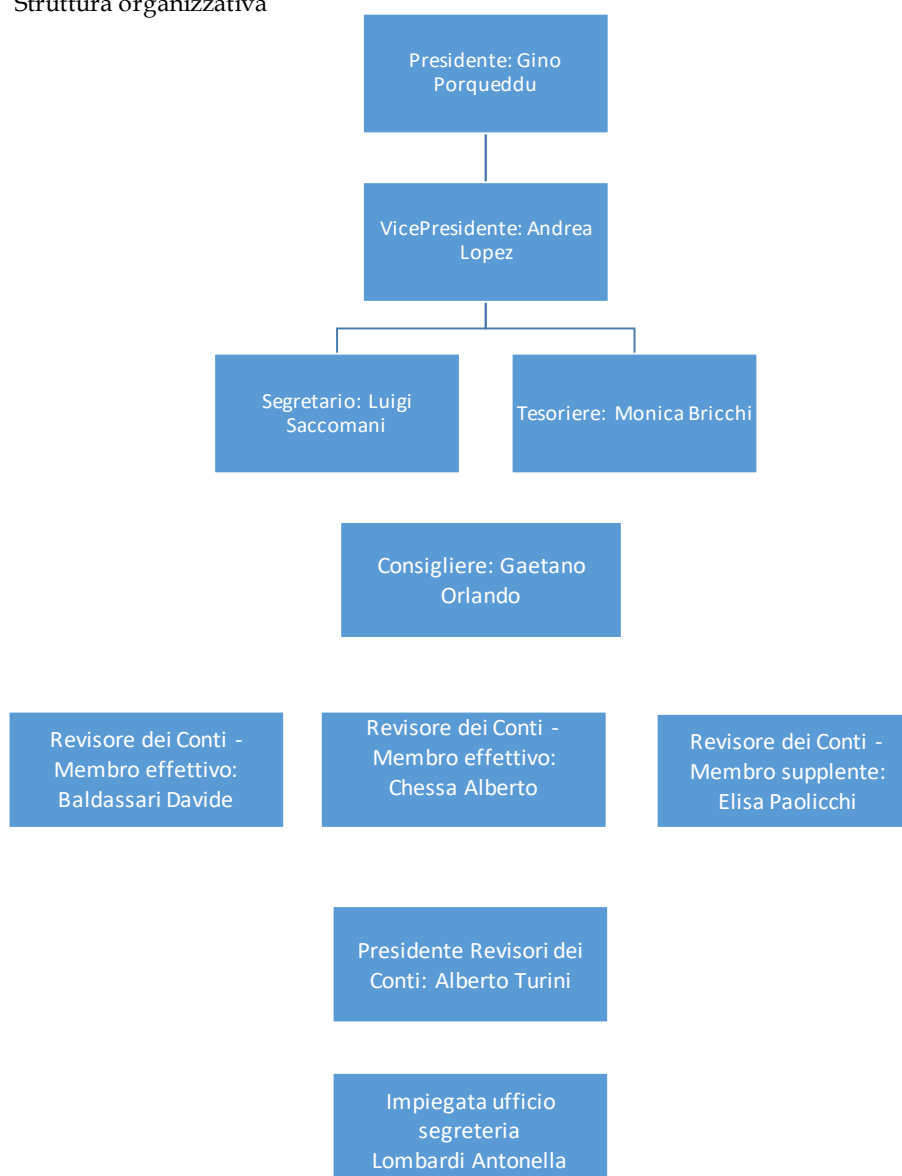 Struttura organizzativa
Presidente: Gino
Porqueddu
VicePresidente: Andrea
Lopez
Segretario: Luigi
Saccomani
Tesoriere: Monica Bricchi
Consigliere: Gaetano
Orlando
Revisore dei Conti -
Membro effettivo:
Baldassari Davide
Revisore dei Conti -
Membro effettivo:
Chessa Alberto
Revisore dei Conti -
Membro supplente:
Elisa Paolicchi
Presidente Revisori dei
Conti: Alberto Turini
Impiegata ufficio
segreteria
Lombardi Antonella